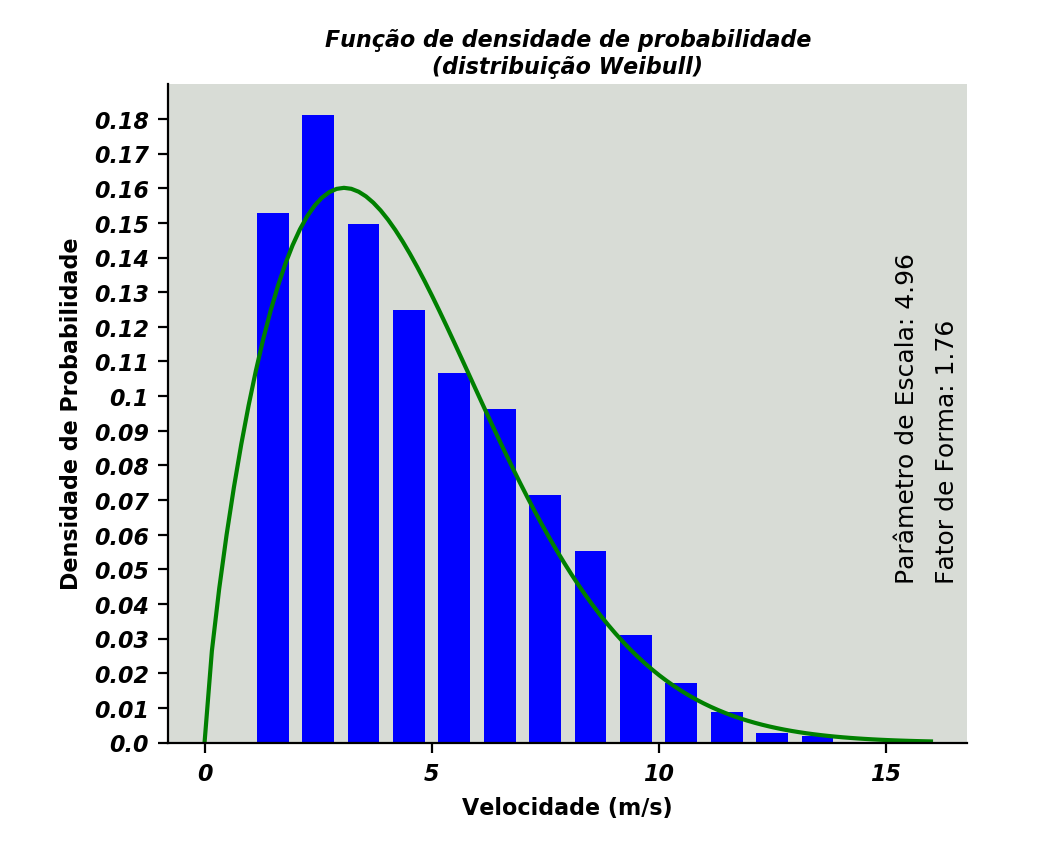 Função de densidade de probabilidade
(distribuição Weibull)
Densidade de Probabilidade
0.18
0.17
0.16
0.15
0.14
0.13
0.12
0.11
0.1
0.09
0.08
0.07
0.06
0.05
0.04
0.03
0.02
0.01
0.0
0 5 10 15
Velocidade (m/s)
Parâmetro de Escala: 4.96
Fator de Forma: 1.76